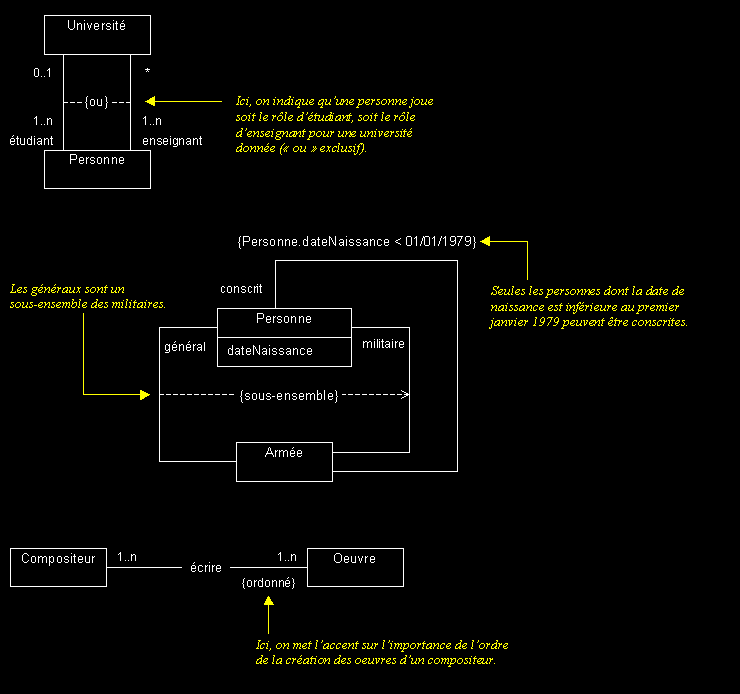 Université
0..1
*
{ou}
1..n
1..n
étudiant
enseignant
Personne
Ici, on indique qu'une personne joue
soit le rôle d'étudiant, soit le rôle
d'enseignant pour une université
donnée (« ou » exclusif).
{Personne.dateNaissance < 01/01/1979}
Seules les personnes dont la date de
naissance est inférieure au premier
janvier 1979 peuvent être conscrites.
Les généraux sont un
sous-ensemble des militaires.
conscrit
Personne
général
militaire
dateNaissance
{sous-ensemble}
Armée
Compositeur
1..n
écrire
1..n
Oeuvre
{ordonné}
Ici, on met l'accent sur l'importance de l'ordre
de la création des oeuvres d'un compositeur.